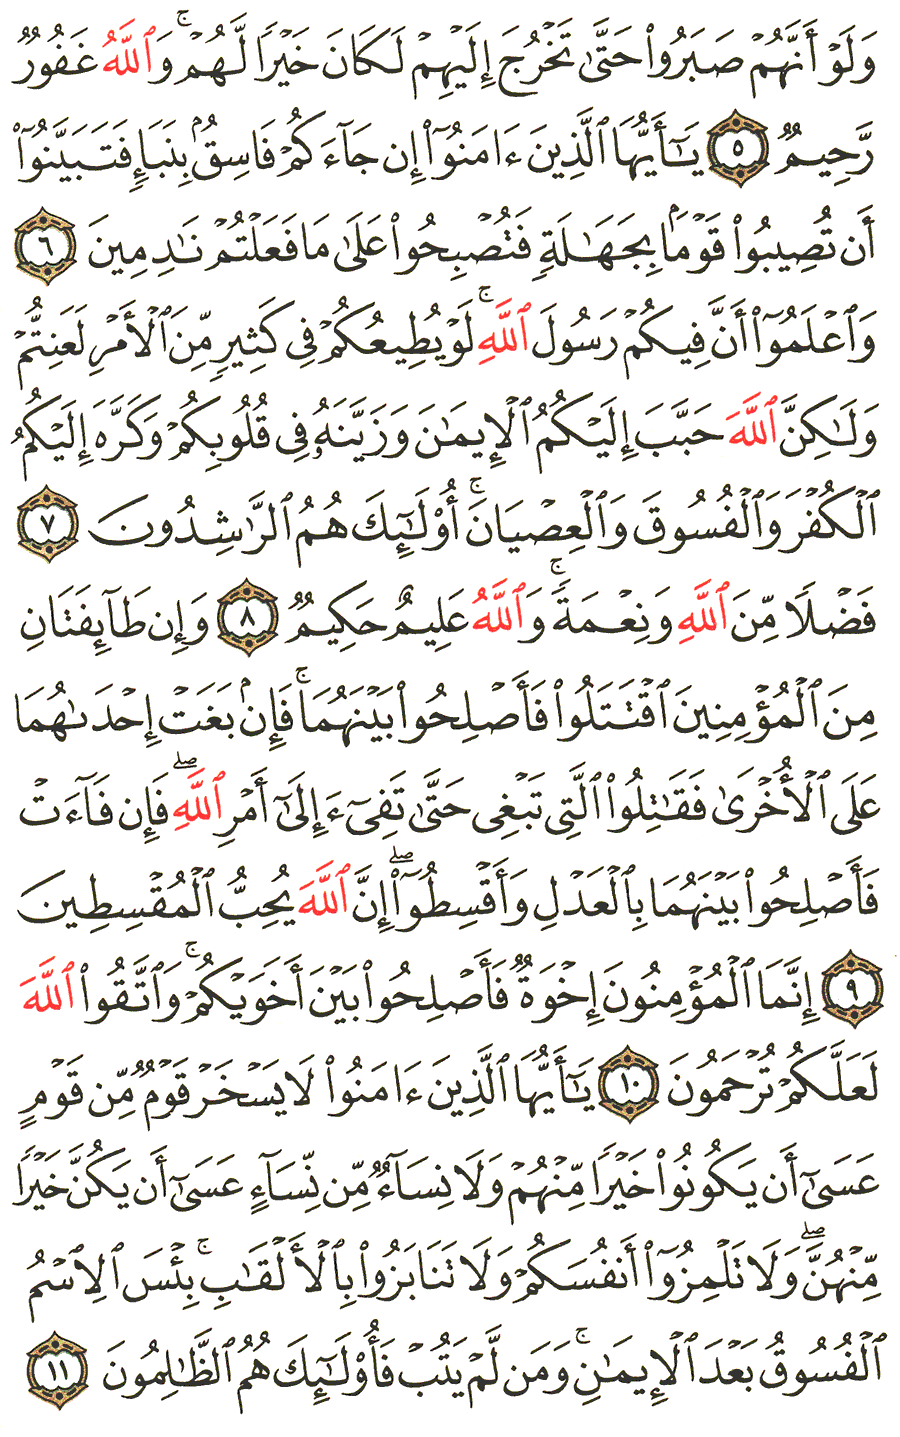 وَلَوْ أَنَّهُمْ صَبَرُوا۟ حَتَّىٰ تَخْرُجَ إِلَيْهِمْ لَكَانَ خَيْرًا لَّهُمْ ۚ وَٱللَّهُ غَفُورٌ
رَّحِيمٌ ٥ يَـٰٓأَيُّهَا ٱلَّذِينَ ءَامَنُوٓا۟ إِن جَآءَكُمْ فَاسِقٌۢ بِنَبَإٍ فَتَبَيَّنُوٓا۟
أَن تُصِيبُوا۟ قَوْمًۢا بِجَهَـٰلَةٍ فَتُصْبِحُوا۟ عَلَىٰ مَا فَعَلْتُمْ نَـٰدِمِينَ ٦
وَٱعْلَمُوٓا۟ أَنَّ فِيكُمْ رَسُولَ ٱللَّهِ ۚ لَوْ يُطِيعُكُمْ فِى كَثِيرٍ مِّنَ ٱلْأَمْرِ لَعَنِتُّمْ
وَلَـٰكِنَّ ٱللَّهَ حَبَّبَ إِلَيْكُمُ ٱلْإِيمَـٰنَ وَزَيَّنَهُۥ فِى قُلُوبِكُمْ وَكَرَّهَ إِلَيْكُمُ
ٱلْكُفْرَ وَٱلْفُسُوقَ وَٱلْعِصْيَانَ ۚ أُو۟لَـٰٓئِكَ هُمُ ٱلرَّٰشِدُونَ ٧
فَضْلًا مِّنَ ٱللَّهِ وَنِعْمَةً ۚ وَٱللَّهُ عَلِيمٌ حَكِيمٌ ٨ وَإِن طَآئِفَتَانِ
مِنَ ٱلْمُؤْمِنِينَ ٱقْتَتَلُوا۟ فَأَصْلِحُوا۟ بَيْنَهُمَا ۚ فَإِنۢ بَغَتْ إِحْدَىٰهُمَا
عَلَى ٱلْأُخْرَىٰ فَقَـٰتِلُوا۟ ٱلَّتِى تَبْغِى حَتَّىٰ تَفِىٓءَ إِلَىٰٓ أَمْرِ ٱللَّهِ ۖ فَإِن فَآءَتْ
فَأَصْلِحُوا۟ بَيْنَهُمَا بِٱلْعَدْلِ وَأَقْسِطُوٓا۟ ۖ إِنَّ ٱللَّهَ يُحِبُّ ٱلْمُقْسِطِينَ
٩ إِنَّمَا ٱلْمُؤْمِنُونَ إِخْوَةٌ فَأَصْلِحُوا۟ بَيْنَ أَخَوَيْكُمْ ۚ وَٱتَّقُوا۟ ٱللَّهَ
لَعَلَّكُمْ تُرْحَمُونَ ١٠ يَـٰٓأَيُّهَا ٱلَّذِينَ ءَامَنُوا۟ لَا يَسْخَرْ قَوْمٌ مِّن قَوْمٍ
عَسَىٰٓ أَن يَكُونُوا۟ خَيْرًا مِّنْهُمْ وَلَا نِسَآءٌ مِّن نِّسَآءٍ عَسَىٰٓ أَن يَكُنَّ خَيْرًا
مِّنْهُنَّ ۖ وَلَا تَلْمِزُوٓا۟ أَنفُسَكُمْ وَلَا تَنَابَزُوا۟ بِٱلْأَلْقَـٰبِ ۚ بِئْسَ ٱلِٱسْمُ
ٱلْفُسُوقُ بَعْدَ ٱلْإِيمَـٰنِ ۚ وَمَن لَّمْ يَتُبْ فَأُو۟لَـٰٓئِكَ هُمُ ٱلظَّـٰلِمُونَ ١١